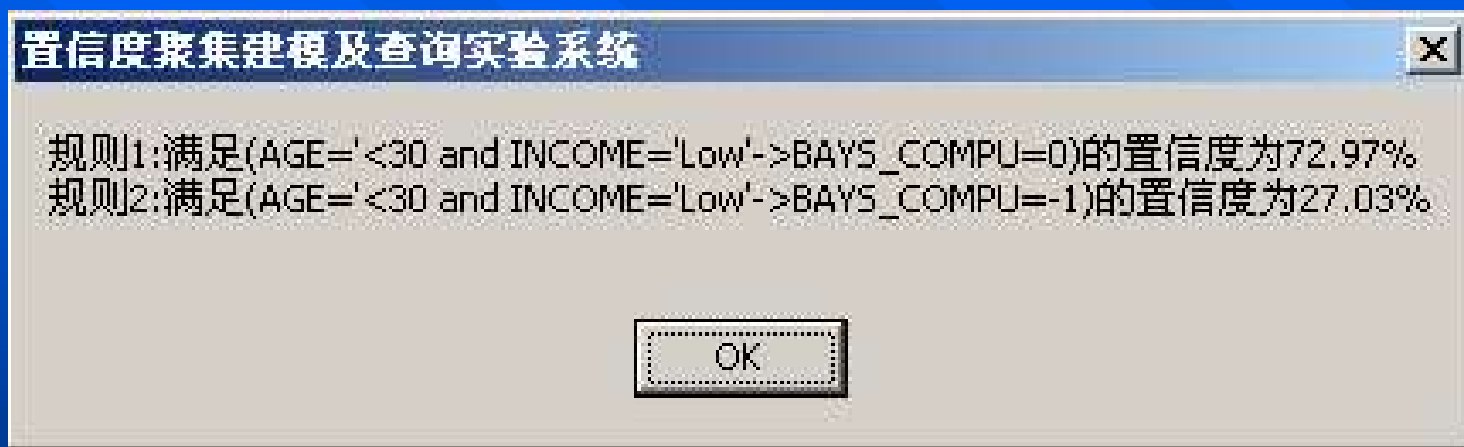 置信度聚集建模及查询实验系统
规则1:满足(AGE='<30 and INCOME='Low'->BAYS_COMPU=0)的置信度为72.97%
规则2:满足(AGE='<30 and INCOME='Low'->BAYS_COMPU=-1)的置信度为27.03%
OK